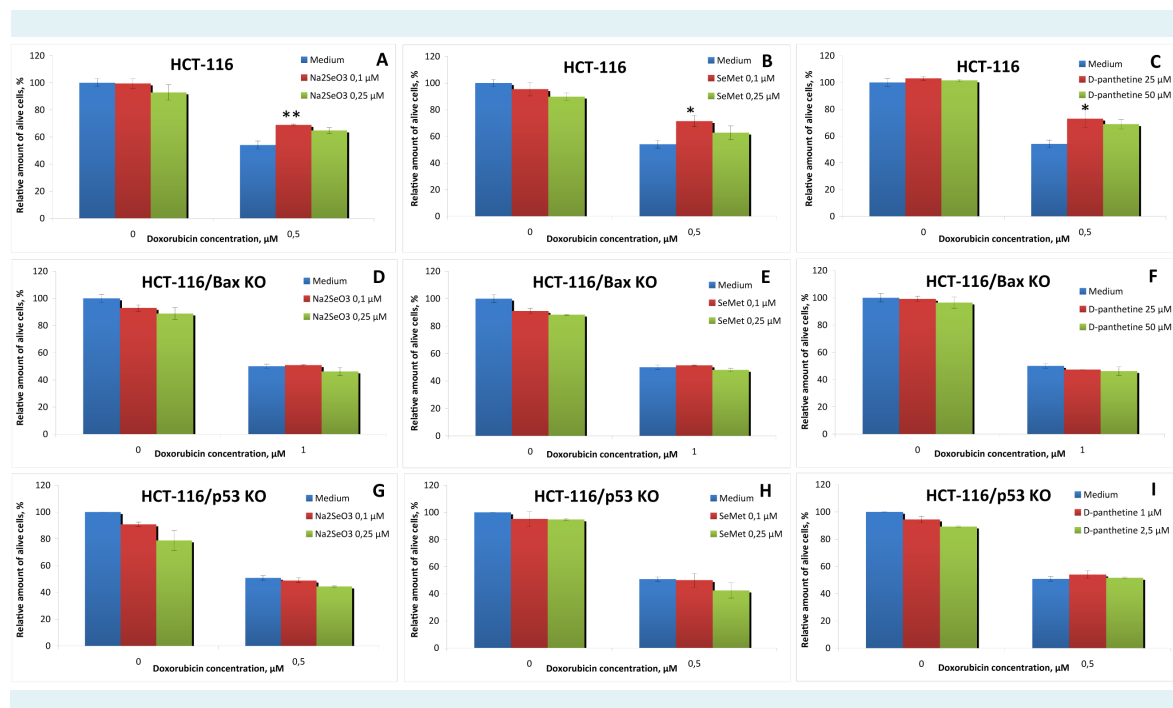 HCT-116
A
Relative amount of alive cells, %
120
100
80
60
40
20
0
Medium
Na2SeO3 0,1 µM
Na2SeO3 0,25 µM
**
0
0,5
Doxorubicin concentration, µM
HCT-116
B
Relative amount of alive cells, %
120
100
80
60
40
20
0
Medium
SeMet 0,1 µM
SeMet 0,25 µM
*
0
0,5
Doxorubicin concentration, µM
HCT-116
C
Relative amount of alive cells, %
120
100
80
60
40
20
0
Medium
D-panthetine 25 µM
D-panthetine 50 µM
*
0
0,5
Doxorubicin concentration, µM
HCT-116/Bax KO
D
Relative amount of alive cells, %
120
100
80
60
40
20
0
Medium
Na2SeO3 0,1 µM
Na2SeO3 0,25 µM
0
1
Doxorubicin concentration, µM
HCT-116/Bax KO
E
Relative amount of alive cells, %
120
100
80
60
40
20
0
Medium
SeMet 0,1 µM
SeMet 0,25 µM
0
1
Doxorubicin concentration, µM
HCT-116/Bax KO
F
Relative amount of alive cells, %
120
100
80
60
40
20
0
Medium
D-panthetine 25 µM
D-panthetine 50 µM
0
1
Doxorubicin concentration, µM
HCT-116/p53 KO
G
Relative amount of alive cells, %
120
100
80
60
40
20
0
Medium
Na2SeO3 0,1 µM
Na2SeO3 0,25 µM
0
0,5
Doxorubicin concentration, µM
HCT-116/p53 KO
H
Relative amount of alive cells, %
120
100
80
60
40
20
0
Medium
SeMet 0,1 µM
SeMet 0,25 µM
0
0,5
Doxorubicin concentration, µM
HCT-116/p53 KO
I
Relative amount of alive cells, %
120
100
80
60
40
20
0
Medium
D-panthetine 1 µM
D-panthetine 2,5 µM
0
0,5
Doxorubicin concentration, µM